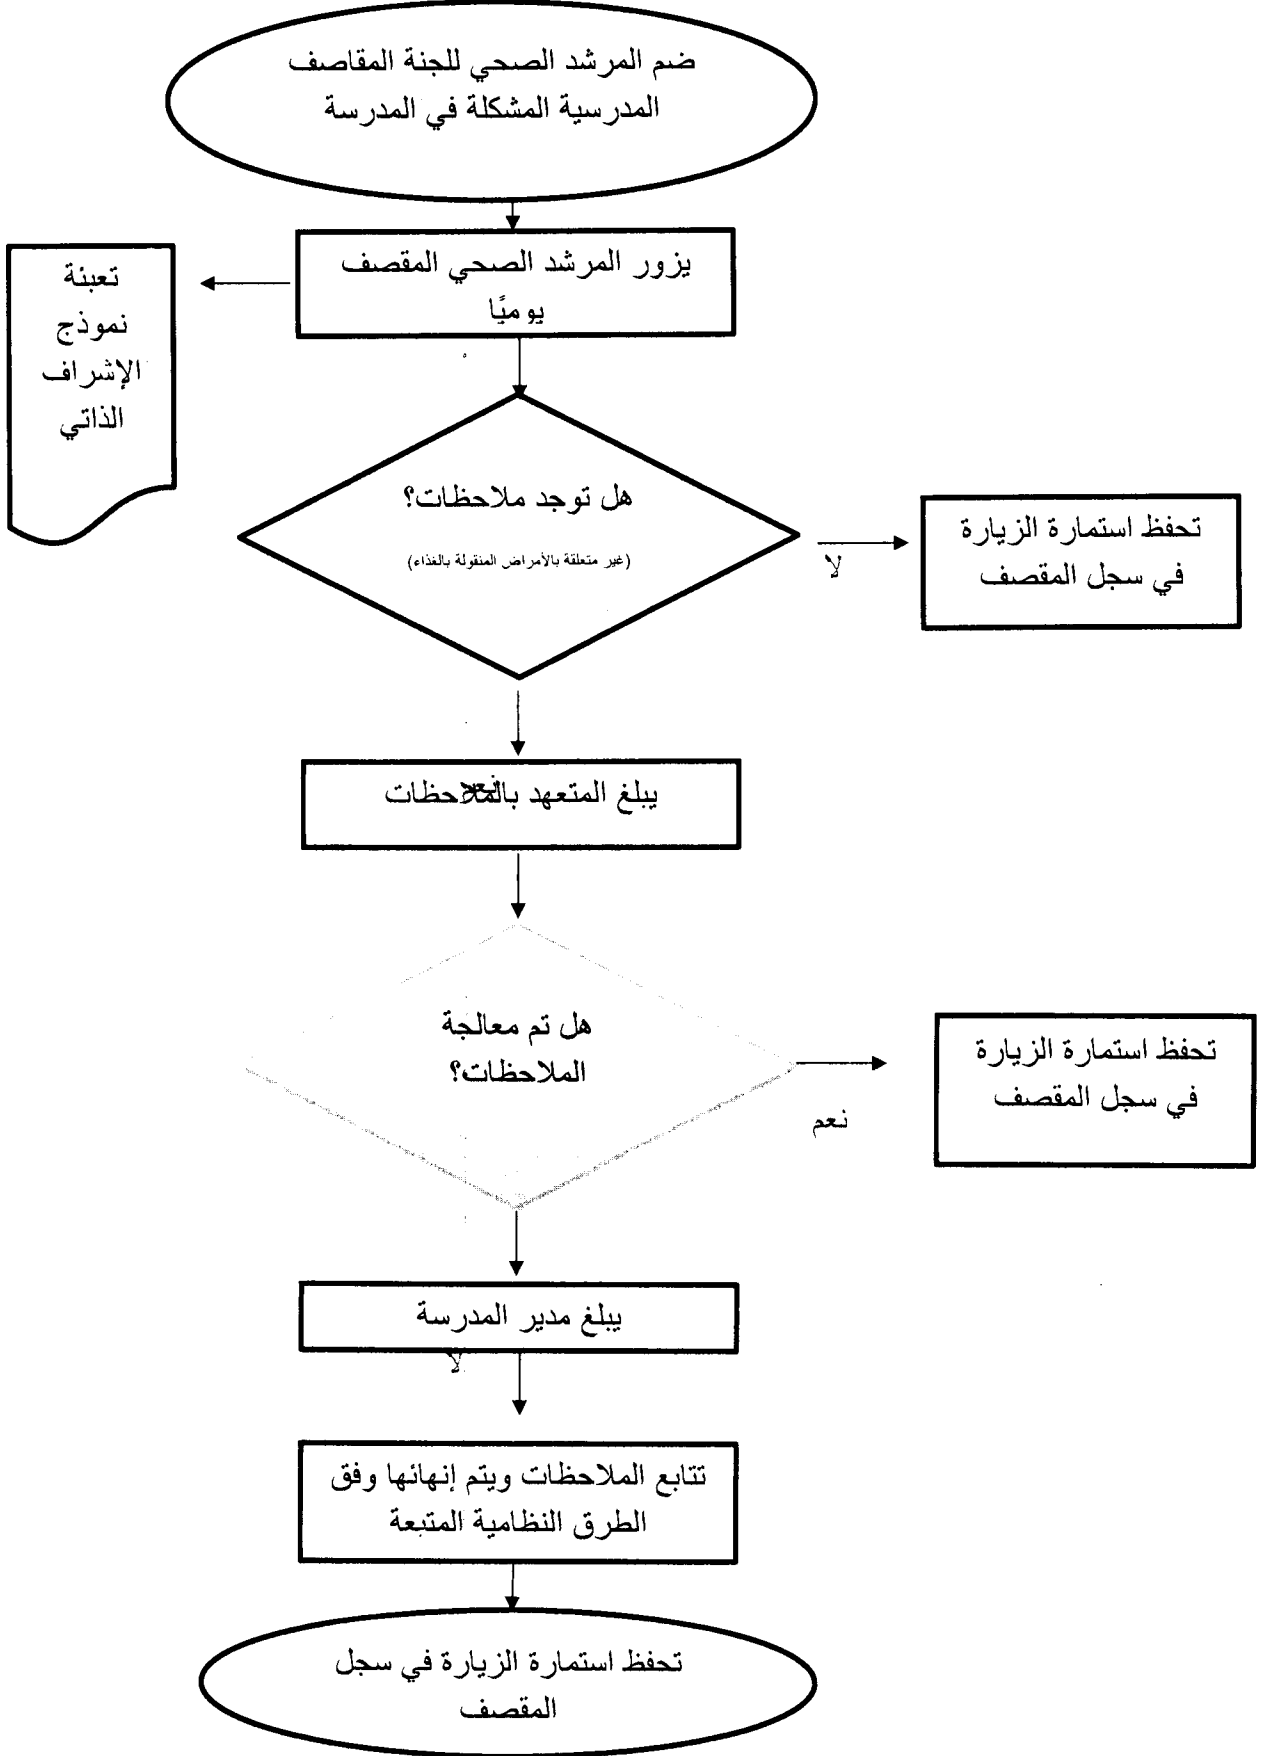 ضم المرشد الصحي للجنة المقاصف
المدرسية المشكلة في المدرسة
يزور المرشد الصحي المقصف
يوميًا
تعبئة
نموذج
الإشراف
الذاتي
هل توجد ملاحظات؟
(غير متعلقة بالأمراض المنقولة بالغذاء)
لا
تحفظ استمارة الزيارة
في سجل المقصف
يبلغ المتعهد بالملاحظات
نعم
هل تم معالجة
الملاحظات؟
نعم
تحفظ استمارة الزيارة
في سجل المقصف
يبلغ مدير المدرسة
لا
تتابع الملاحظات ويتم إنهائها وفق
الطرق النظامية المتبعة
تحفظ استمارة الزيارة في سجل
المقصف